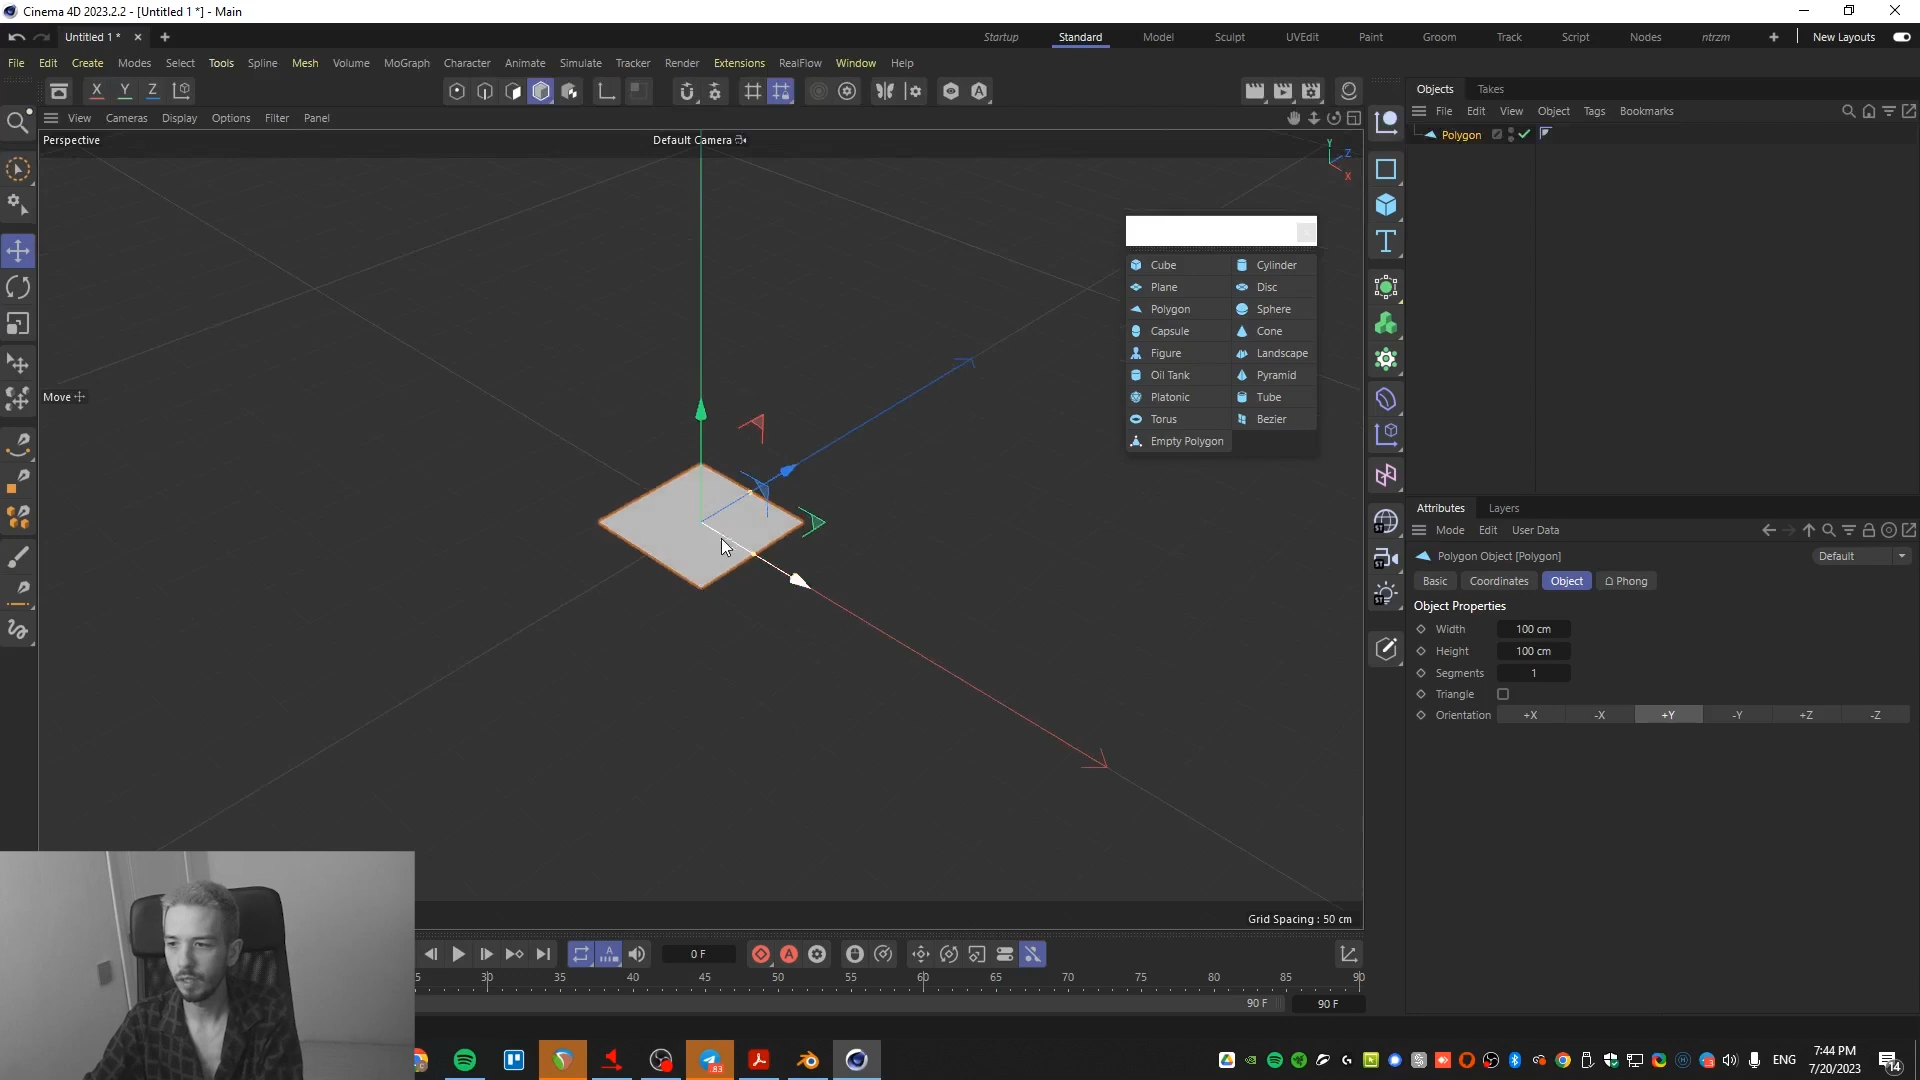 Cinema 4D 2023.2.2 - [Untitled 1 *] - Main
Untitled 1 *
Startup
Standard
Model
Sculpt
UVEdit
Paint
Groom
Track
Script
Nodes
ntrzm
New Layouts
File
Edit
Create
Modes
Select
Tools
Spline
Mesh
Volume
MoGraph
Character
Animate
Simulate
Tracker
Render
Extensions
RealFlow
Window
Help
X
Y
Z
View
Cameras
Display
Options
Filter
Panel
Perspective
Default Camera
Y
Z
X
Move
Cube
Cylinder
Plane
Disc
Polygon
Sphere
Capsule
Cone
Figure
Landscape
Oil Tank
Pyramid
Platonic
Tube
Torus
Bezier
Empty Polygon
Grid Spacing : 50 cm
Objects
Takes
File
Edit
View
Object
Tags
Bookmarks
Polygon
Attributes
Layers
Mode
Edit
User Data
Polygon Object [Polygon]
Default
Basic
Coordinates
Object
Phong
Object Properties
Width 100 cm
Height 100 cm
Segments 1
Triangle
Orientation +X -X +Y -Y +Z -Z
0 F
5 30 35 40 45 50 55 60 65 70 75 80 85 90
90 F
90 F
83
ENG
7:44 PM
7/20/2023
14